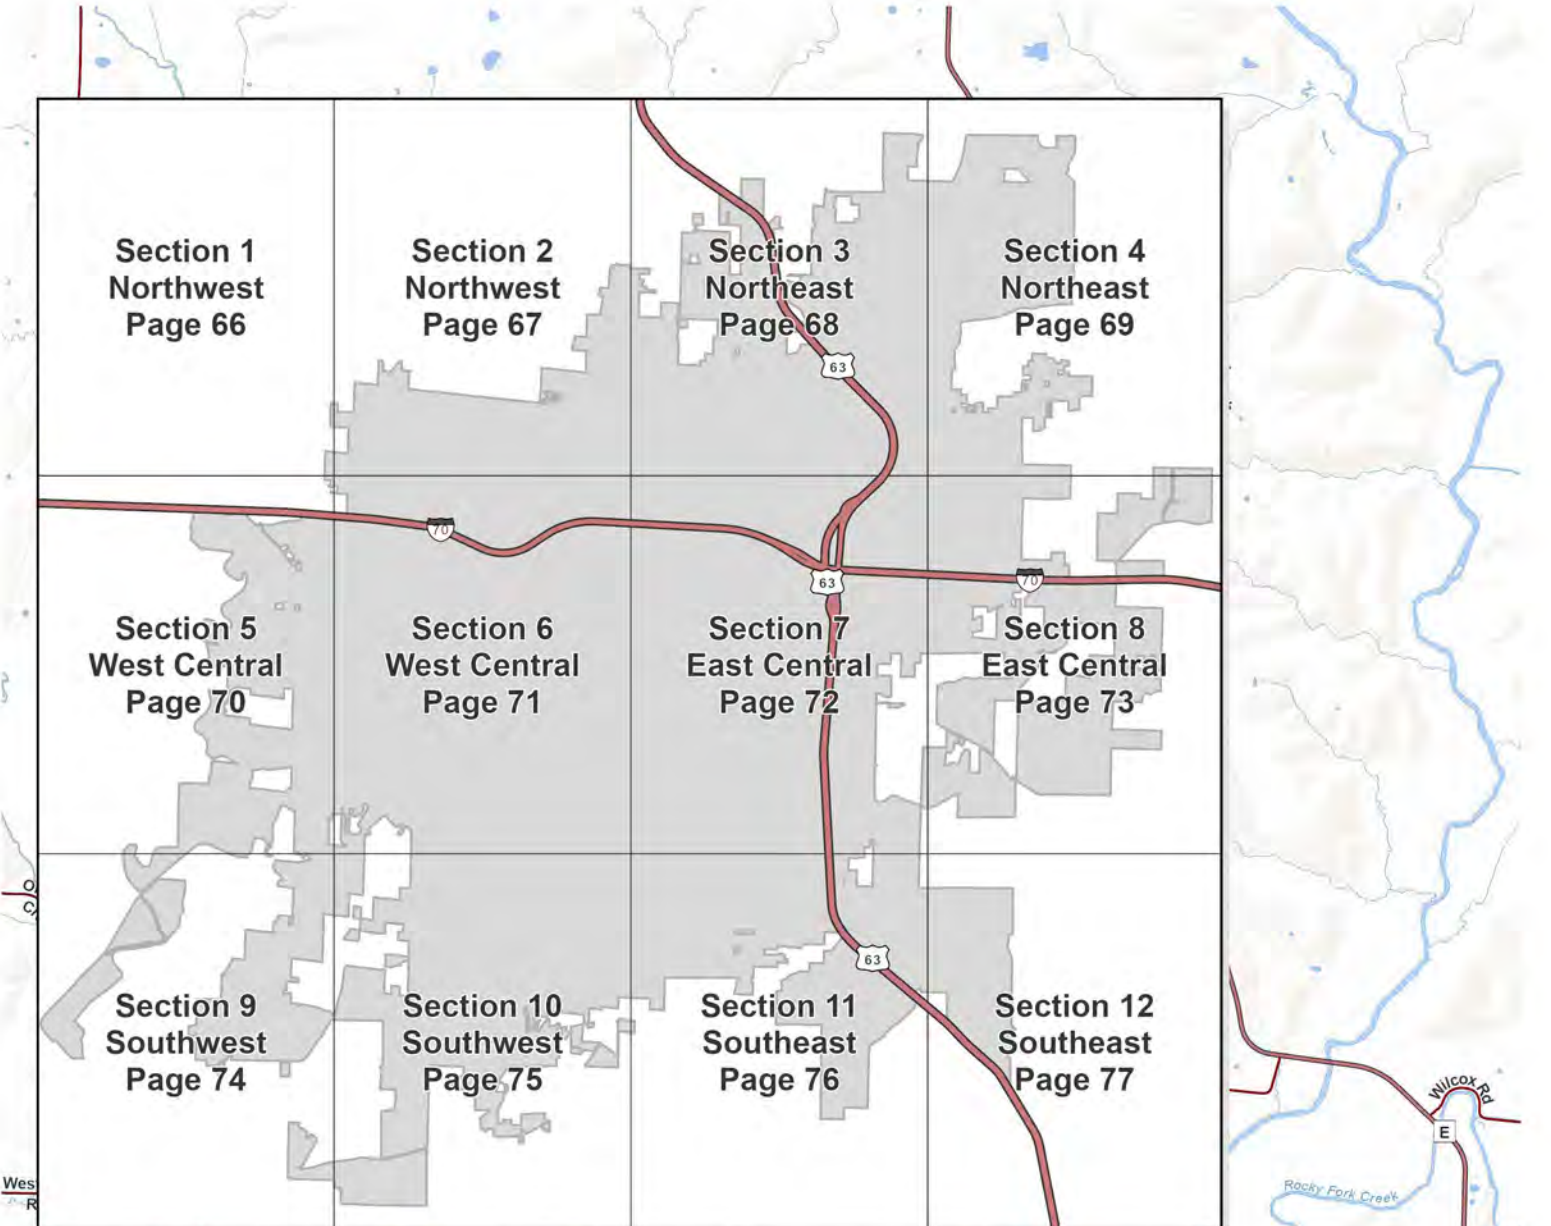 Section 1
Northwest
Page 66
Section 2
Northwest
Page 67
Section 3
Northeast
Page 68
Section 4
Northeast
Page 69
63
70
63
70
Section 5
West Central
Page 70
Section 6
West Central
Page 71
Section 7
East Central
Page 72
Section 8
East Central
Page 73
O
63
Section 9
Southwest
Page 74
Section 10
Southwest
Page 75
Section 11
Southeast
Page 76
Section 12
Southeast
Page 77
Wilcox Rd
E
Wes
R
Rocky Fork Creek